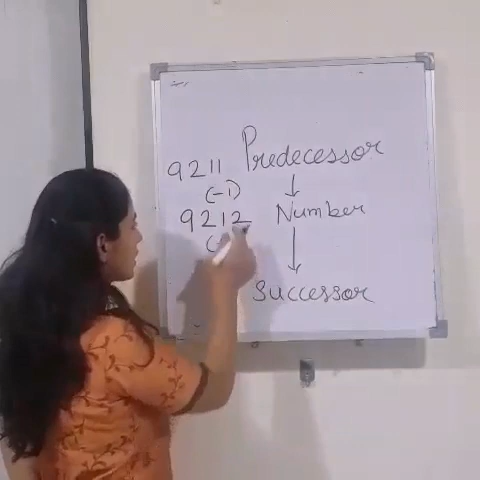 9211 Predecessor
(-1) ↓
9212 Number
( ↓
Successor